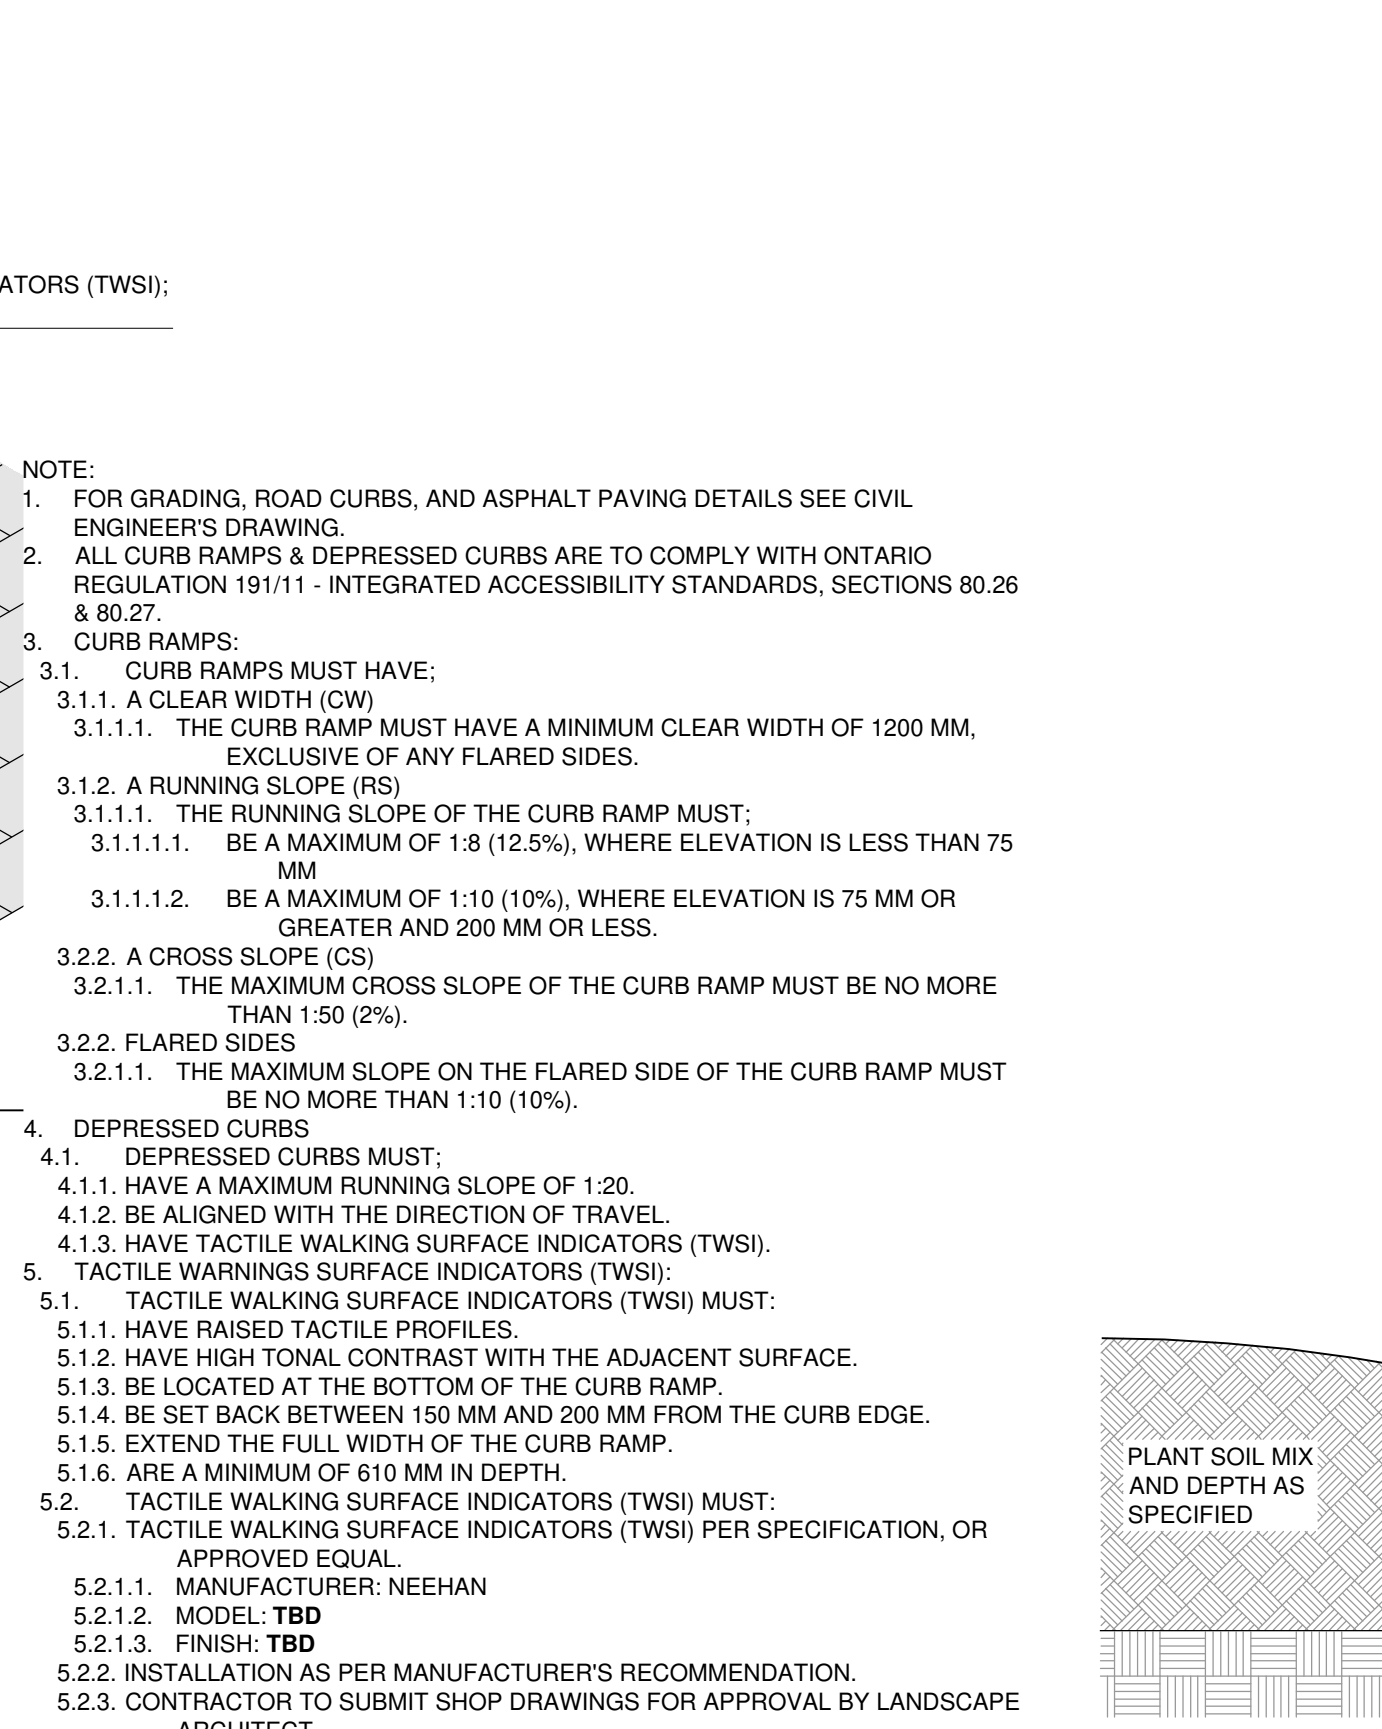 ATORS (TWSI);
NOTE:
1. FOR GRADING, ROAD CURBS, AND ASPHALT PAVING DETAILS SEE CIVIL
ENGINEER'S DRAWING.
2. ALL CURB RAMPS & DEPRESSED CURBS ARE TO COMPLY WITH ONTARIO
REGULATION 191/11 - INTEGRATED ACCESSIBILITY STANDARDS, SECTIONS 80.26
& 80.27.
3. CURB RAMPS:
3.1. CURB RAMPS MUST HAVE;
3.1.1. A CLEAR WIDTH (CW)
3.1.1.1. THE CURB RAMP MUST HAVE A MINIMUM CLEAR WIDTH OF 1200 MM,
EXCLUSIVE OF ANY FLARED SIDES.
3.1.2. A RUNNING SLOPE (RS)
3.1.1.1. THE RUNNING SLOPE OF THE CURB RAMP MUST;
3.1.1.1.1. BE A MAXIMUM OF 1:8 (12.5%), WHERE ELEVATION IS LESS THAN 75
MM
3.1.1.1.2. BE A MAXIMUM OF 1:10 (10%), WHERE ELEVATION IS 75 MM OR
GREATER AND 200 MM OR LESS.
3.2.2. A CROSS SLOPE (CS)
3.2.1.1. THE MAXIMUM CROSS SLOPE OF THE CURB RAMP MUST BE NO MORE
THAN 1:50 (2%).
3.2.2. FLARED SIDES
3.2.1.1. THE MAXIMUM SLOPE ON THE FLARED SIDE OF THE CURB RAMP MUST
BE NO MORE THAN 1:10 (10%).
4. DEPRESSED CURBS
4.1. DEPRESSED CURBS MUST;
4.1.1. HAVE A MAXIMUM RUNNING SLOPE OF 1:20.
4.1.2. BE ALIGNED WITH THE DIRECTION OF TRAVEL.
4.1.3. HAVE TACTILE WALKING SURFACE INDICATORS (TWSI).
5. TACTILE WARNINGS SURFACE INDICATORS (TWSI):
5.1. TACTILE WALKING SURFACE INDICATORS (TWSI) MUST:
5.1.1. HAVE RAISED TACTILE PROFILES.
5.1.2. HAVE HIGH TONAL CONTRAST WITH THE ADJACENT SURFACE.
5.1.3. BE LOCATED AT THE BOTTOM OF THE CURB RAMP.
5.1.4. BE SET BACK BETWEEN 150 MM AND 200 MM FROM THE CURB EDGE.
5.1.5. EXTEND THE FULL WIDTH OF THE CURB RAMP.
5.1.6. ARE A MINIMUM OF 610 MM IN DEPTH.
5.2. TACTILE WALKING SURFACE INDICATORS (TWSI) MUST:
5.2.1. TACTILE WALKING SURFACE INDICATORS (TWSI) PER SPECIFICATION, OR
APPROVED EQUAL.
5.2.1.1. MANUFACTURER: NEEHAN
5.2.1.2. MODEL: TBD
5.2.1.3. FINISH: TBD
5.2.2. INSTALLATION AS PER MANUFACTURER'S RECOMMENDATION.
5.2.3. CONTRACTOR TO SUBMIT SHOP DRAWINGS FOR APPROVAL BY LANDSCAPE
ARCHITECT
PLANT SOIL MIX
AND DEPTH AS
SPECIFIED